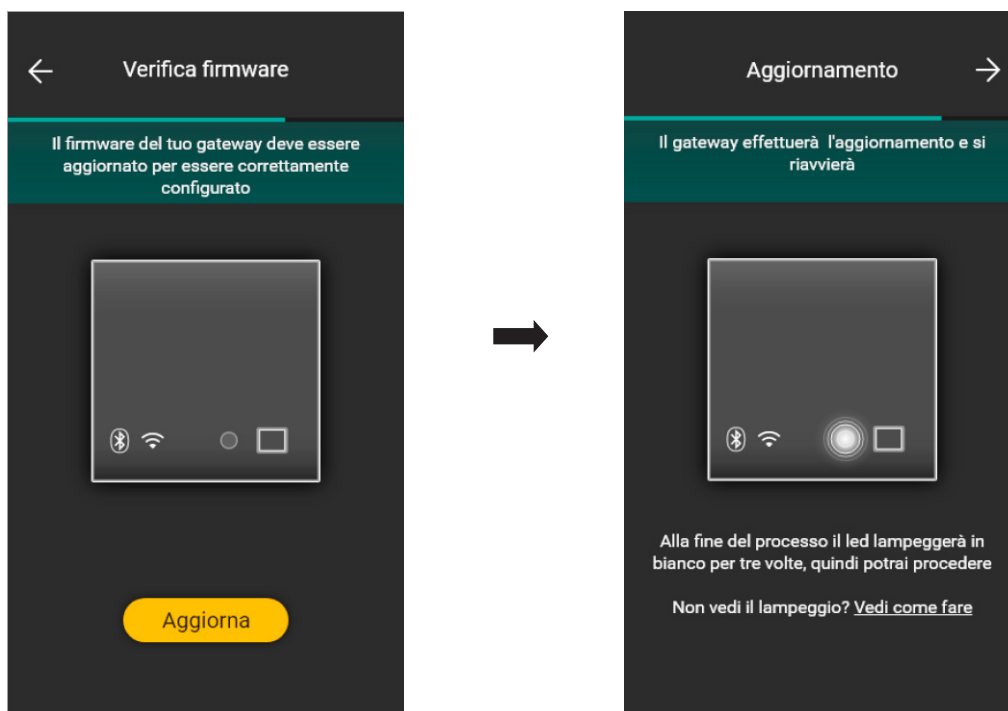 Verifica firmware
Il firmware del tuo gateway deve essere
aggiornato per essere correttamente
configurato
Aggiorna
Aggiornamento
Il gateway effettuerà l'aggiornamento e si
riavvierà
Alla fine del processo il led lampeggerà in
bianco per tre volte, quindi potrai procedere
Non vedi il lampeggio? Vedi come fare